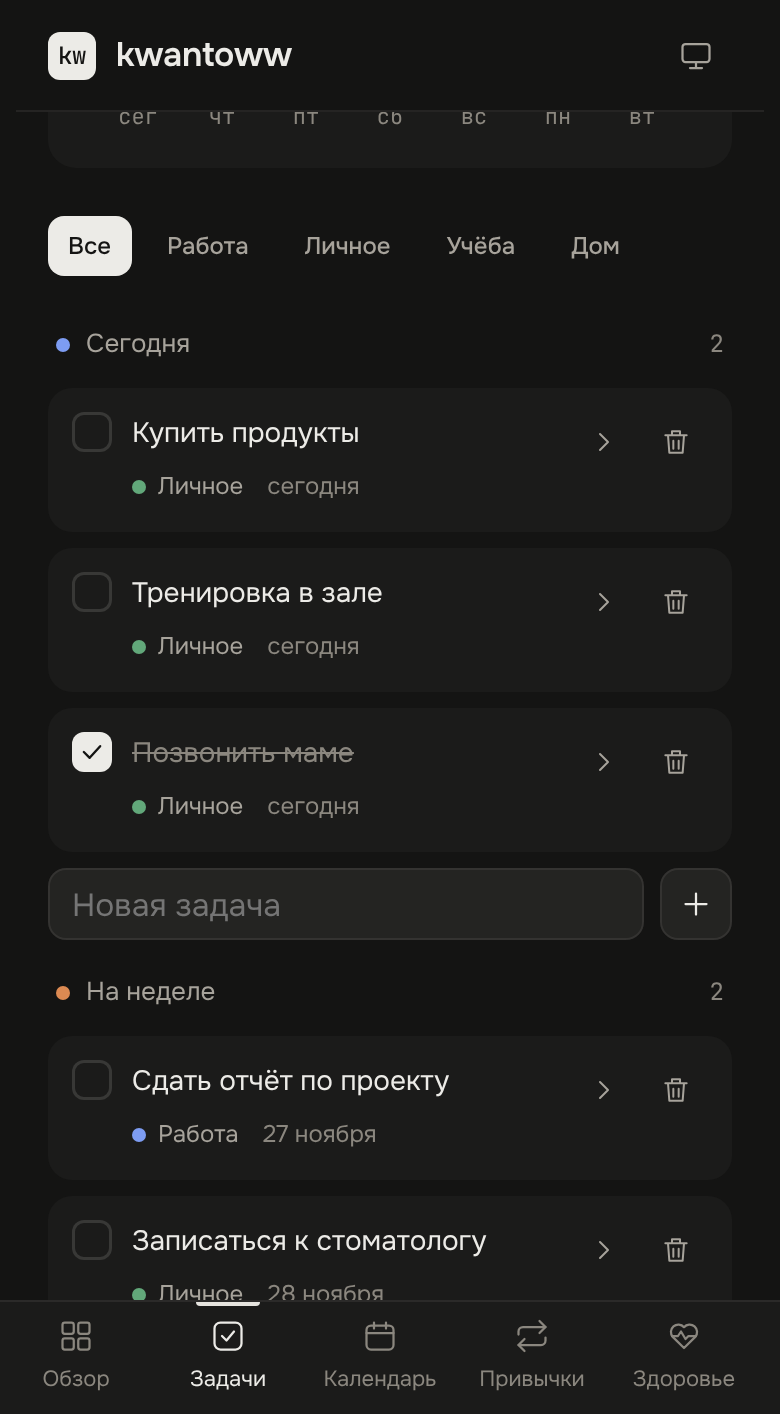 kw kwantoww
сег чт пт сб вс пн вт
Все Работа Личное Учёба Дом
Сегодня 2
Купить продукты
Личное сегодня
Тренировка в зале
Личное сегодня
Позвонить маме
Личное сегодня
Новая задача
На неделе 2
Сдать отчёт по проекту
Работа 27 ноября
Записаться к стоматологу
Личное 28 ноября
Обзор Задачи Календарь Привычки Здоровье